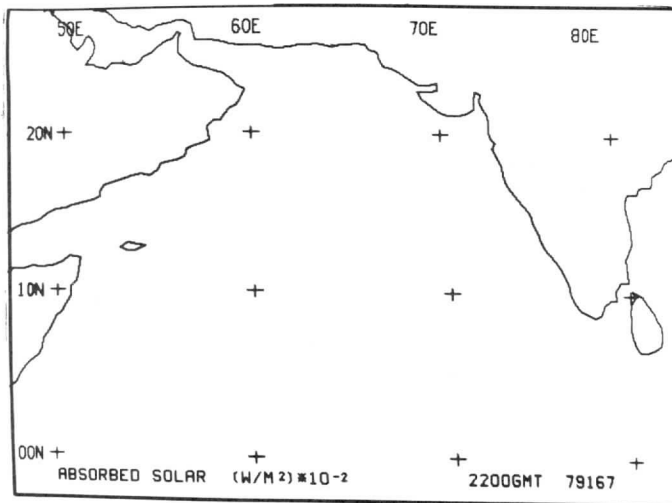 50E 60E 70E 80E
20N
10N
00N
ABSORBED SOLAR (W/M²)*10⁻² 2200GMT 79167